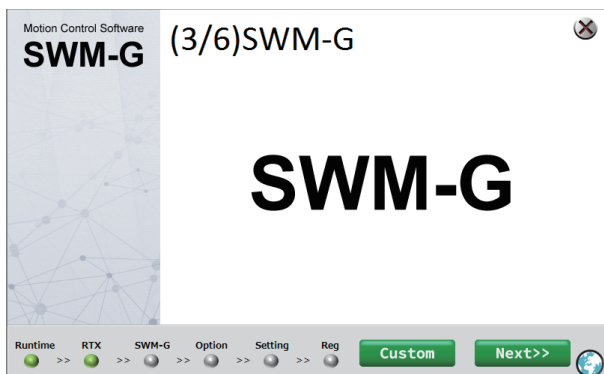 Motion Control Software
SWM-G
(3/6)SWM-G
SWM-G
Runtime >> RTX >> SWM-G >> Option >> Setting >> Reg
Custom
Next>>